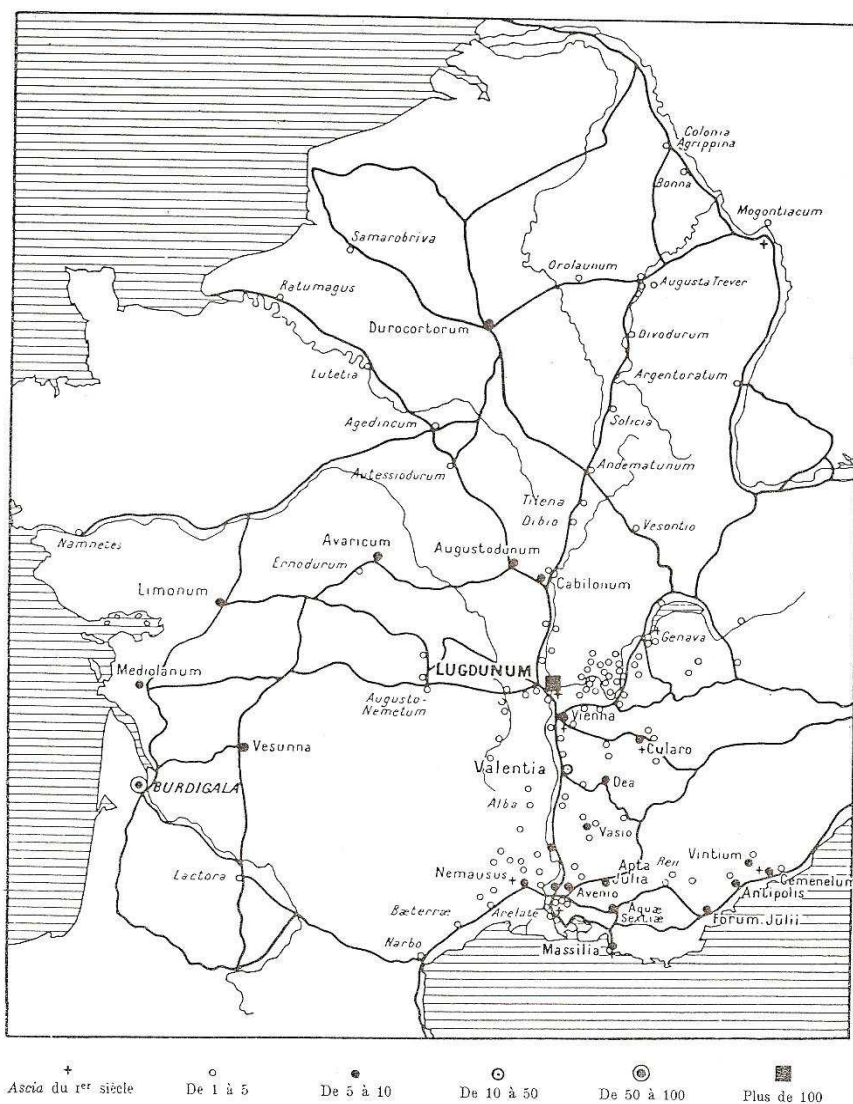 Colonia
Agrippina
Bonna
Mogontiacum
Samarobriva
Orolaunum
Augusta Trever
Ratumagus
Durocortorum
Divodurum
Lutetia
Argentoratum
Solicia
Agedincum
Andematunum
Autessiodurum
Dibio
Vesontio
Namnetes
Avaricum
Ernodurum
Augustodunum
Cabilonum
Limonum
Genava
Mediolanum
LUGDUNUM
Augusto-
Nemetum
Vienna
Vesunna
Cularo
Valentia
Dea
BURDIGALA
Alba
Vasio
Lactora
Nemausus
Apta
Julia
Reii
Vintium
Cemenelum
Avenio
Antipolis
Bæterræ
Arelate
Aquæ
Sextiæ
Forum Julii
Narbo
Massilia
Ascia du Ier siècle
De 1 à 5
De 5 à 10
De 10 à 50
De 50 à 100
Plus de 100